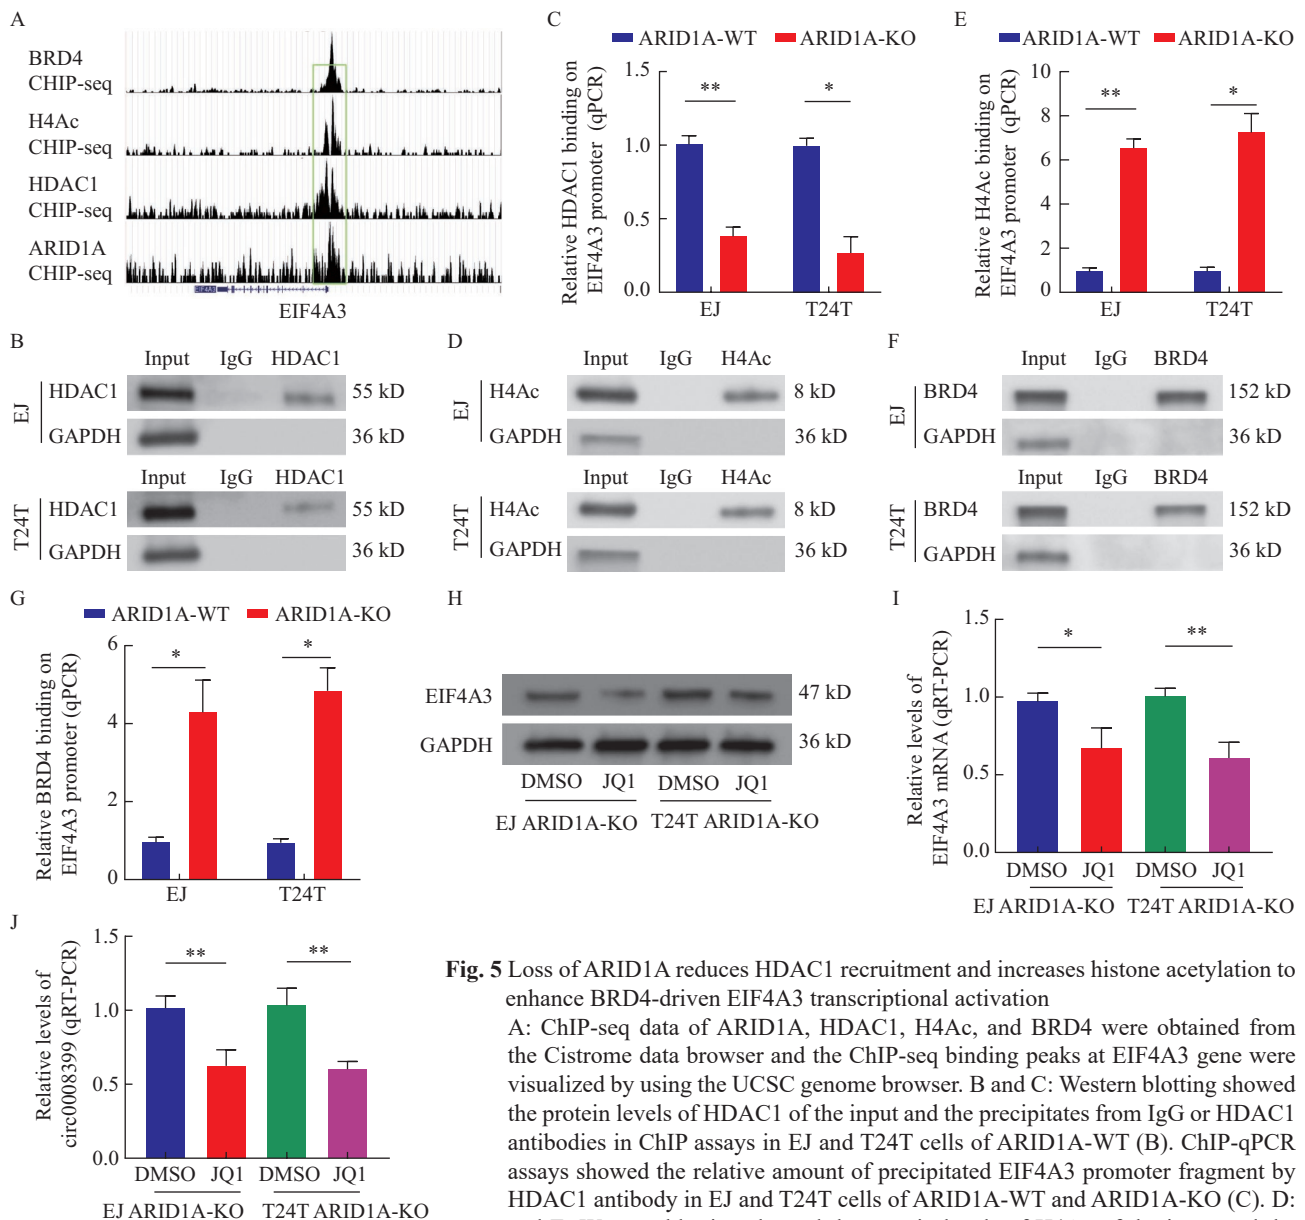 A
BRD4
CHIP-seq
H4Ac
CHIP-seq
HDAC1
CHIP-seq
ARID1A
CHIP-seq
EIF4A3
EIF4A3
C
ARID1A-WT ARID1A-KO
Relative HDAC1 binding on
EIF4A3 promoter (qPCR)
1.5
1.0
0.5
0.0
** *
EJ T24T
E
ARID1A-WT ARID1A-KO
Relative H4Ac binding on
EIF4A3 promoter (qPCR)
10
8
6
4
2
0
** *
EJ T24T
B
Input IgG HDAC1
EJ
HDAC1 55 kD
GAPDH 36 kD
Input IgG HDAC1
T24T
HDAC1 55 kD
GAPDH 36 kD
D
Input IgG H4Ac
EJ
H4Ac 8 kD
GAPDH 36 kD
Input IgG H4Ac
T24T
H4Ac 8 kD
GAPDH 36 kD
F
Input IgG BRD4
EJ
BRD4 152 kD
GAPDH 36 kD
Input IgG BRD4
T24T
BRD4 152 kD
GAPDH 36 kD
G
ARID1A-WT ARID1A-KO
Relative BRD4 binding on
EIF4A3 promoter (qPCR)
6
4
2
0
* *
EJ T24T
H
EIF4A3 47 kD
GAPDH 36 kD
DMSO JQ1 DMSO JQ1
EJ ARID1A-KO T24T ARID1A-KO
I
Relative levels of
EIF4A3 mRNA (qRT-PCR)
1.5
1.0
0.5
0.0
* **
DMSO JQ1 DMSO JQ1
EJ ARID1A-KO T24T ARID1A-KO
J
Relative levels of
circ0008399 (qRT-PCR)
1.5
1.0
0.5
0.0
** **
DMSO JQ1 DMSO JQ1
EJ ARID1A-KO T24T ARID1A-KO
Fig. 5 Loss of ARID1A reduces HDAC1 recruitment and increases histone acetylation to
enhance BRD4-driven EIF4A3 transcriptional activation
A: ChIP-seq data of ARID1A, HDAC1, H4Ac, and BRD4 were obtained from
the Cistrome data browser and the ChIP-seq binding peaks at EIF4A3 gene were
visualized by using the UCSC genome browser. B and C: Western blotting showed
the protein levels of HDAC1 of the input and the precipitates from IgG or HDAC1
antibodies in ChIP assays in EJ and T24T cells of ARID1A-WT (B). ChIP-qPCR
assays showed the relative amount of precipitated EIF4A3 promoter fragment by
HDAC1 antibody in EJ and T24T cells of ARID1A-WT and ARID1A-KO (C). D: